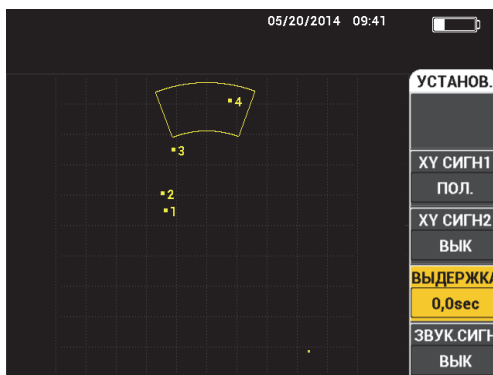 05/20/2014 09:41
УСТАНОВ.
4
3
2
1
XY СИГН1
ПОЛ.
XY СИГН2
ВЫК
ВЫДЕРЖКА
0,0sec
ЗВУК.СИГН
ВЫК